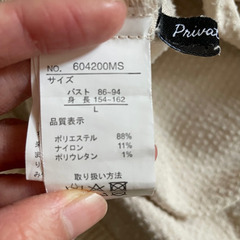 Priva
NO. 604200MS
サイズ
バスト 86-94
身長 154-162
L
品質表示
ポリエステル 88%
ナイロン 11%
ポリウレタン 1%
取り扱い方法